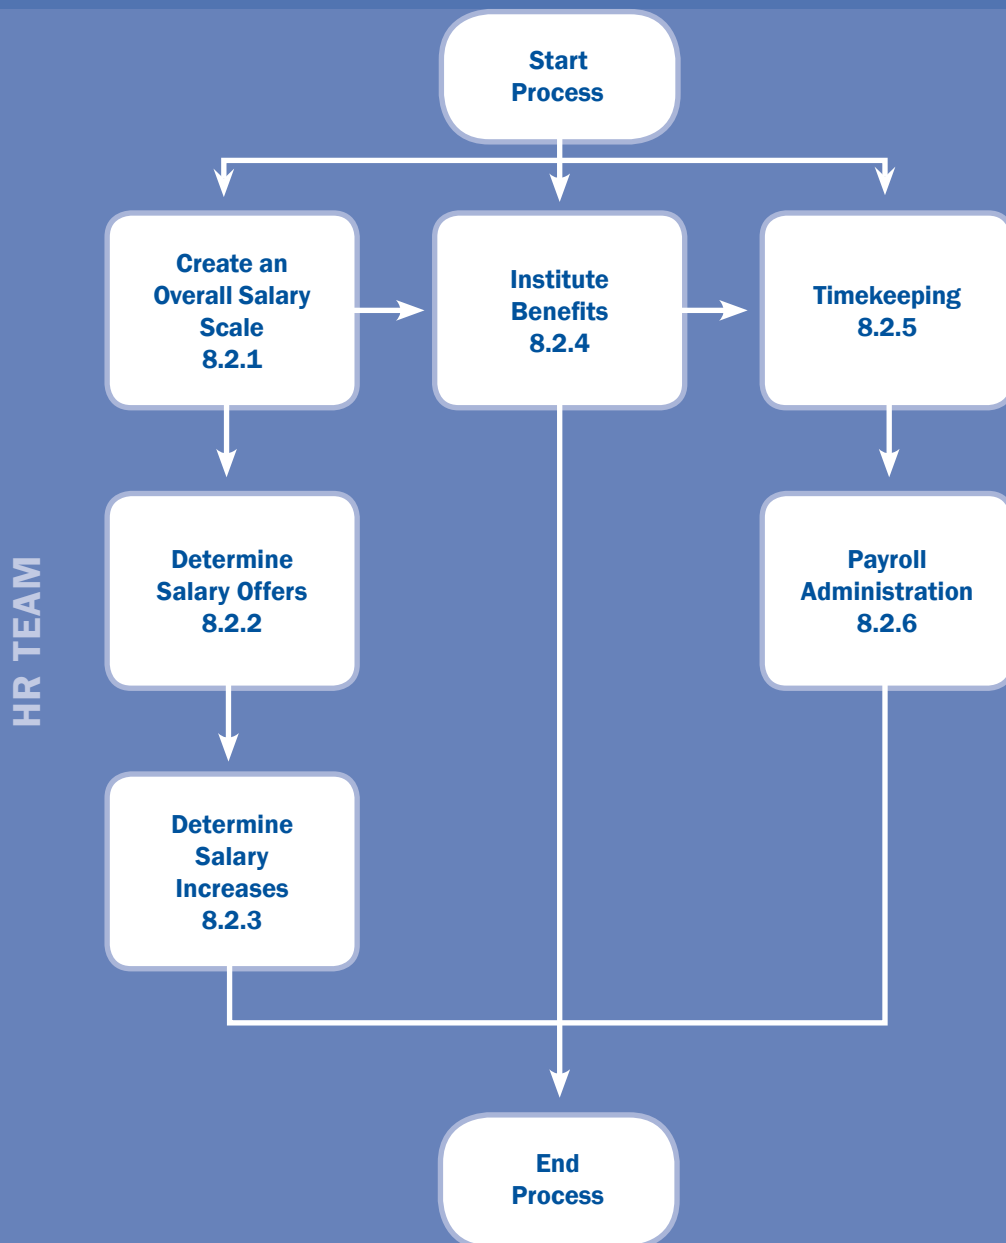 Start
Process
Create an
Overall Salary
Scale
8.2.1
Institute
Benefits
8.2.4
Timekeeping
8.2.5
Determine
Salary Offers
8.2.2
Payroll
Administration
8.2.6
HR TEAM
Determine
Salary
Increases
8.2.3
End
Process